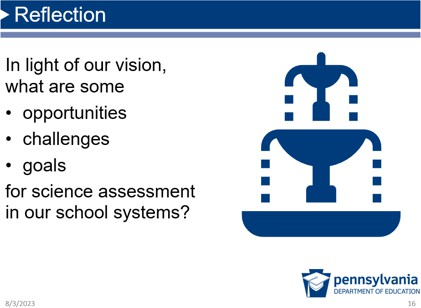 Reflection
In light of our vision,
what are some
• opportunities
• challenges
• goals
for science assessment
in our school systems?
pennsylvania
DEPARTMENT OF EDUCATION
8/3/2023
16